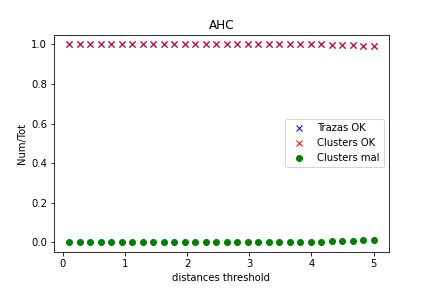 AHC
Num/Tot
1.0
0.8
0.6
0.4
0.2
0.0
Trazas OK
Clusters OK
Clusters mal
0 1 2 3 4 5
distances threshold